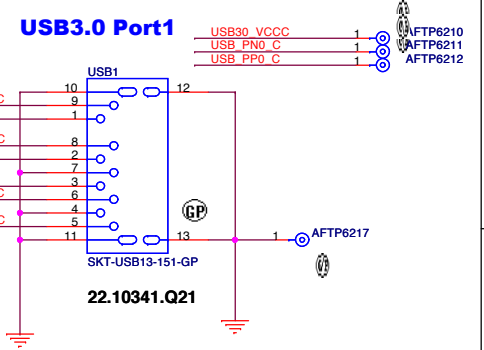 USB3.0 Port1
USB30_VCCC 1 AFTP6210
USB_PN0_C 1 AFTP6211
USB_PP0_C 1 AFTP6212
USB1
10 12
C 9
1
C 8
2
7
3
C 6
4
C 5
11 13
GP
1 AFTP6217
SKT-USB13-151-GP
22.10341.Q21